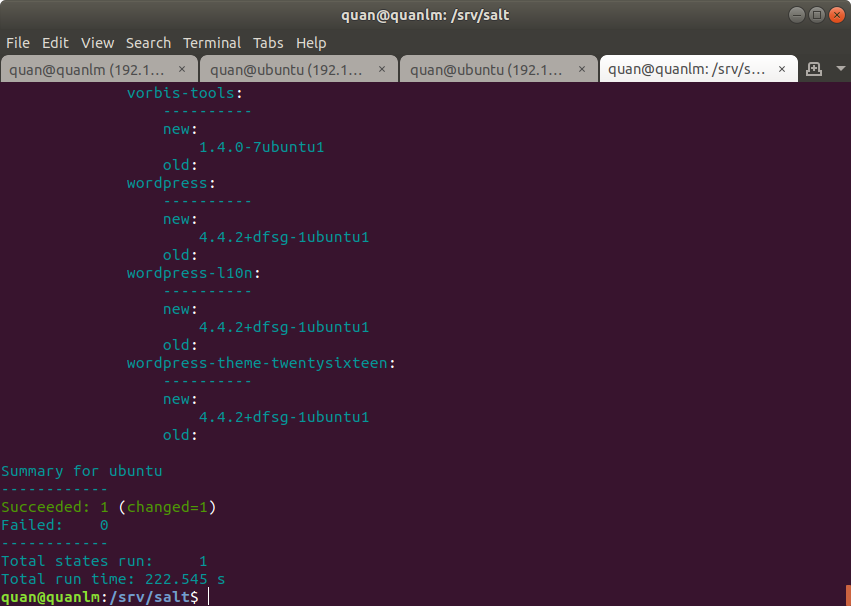 quan@quanlm: /srv/salt
File Edit View Search Terminal Tabs Help
quan@quanlm (192.1... × quan@ubuntu (192.1... × quan@ubuntu (192.1... × quan@quanlm: /srv/s... ×
vorbis-tools:
----------
new:
1.4.0-7ubuntu1
old:
wordpress:
----------
new:
4.4.2+dfsg-1ubuntu1
old:
wordpress-l10n:
----------
new:
4.4.2+dfsg-1ubuntu1
old:
wordpress-theme-twentysixteen:
----------
new:
4.4.2+dfsg-1ubuntu1
old:
Summary for ubuntu
------------
Succeeded: 1 (changed=1)
Failed:    0
------------
Total states run:     1
Total run time: 222.545 s
quan@quanlm:/srv/salt$